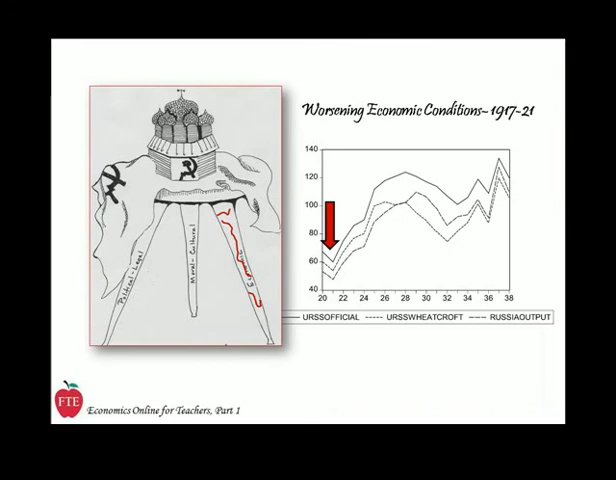 Worsening Economic Conditions–1917-21
Political-Legal
Moral-Cultural
140
120
100
80
60
40
20 22 24 26 28 30 32 34 36 38
URSSOFFICIAL URSSWHEATCROFT RUSSIAOUTPUT
FTE
Economics Online for Teachers, Part 1